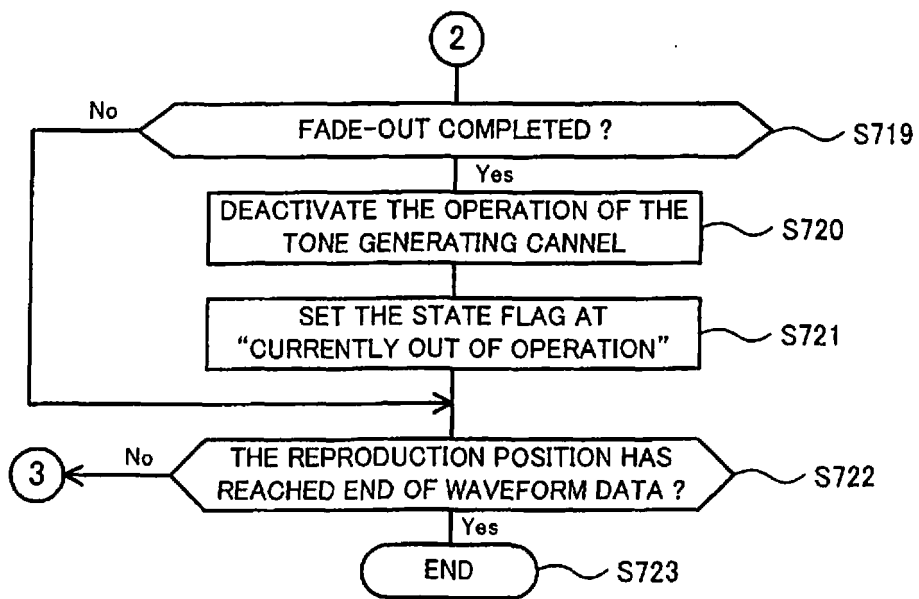 2
No
FADE-OUT COMPLETED ?
S719
Yes
DEACTIVATE THE OPERATION OF THE
TONE GENERATING CANNEL
S720
SET THE STATE FLAG AT
“CURRENTLY OUT OF OPERATION”
S721
3
No
THE REPRODUCTION POSITION HAS
REACHED END OF WAVEFORM DATA ?
S722
Yes
END
S723